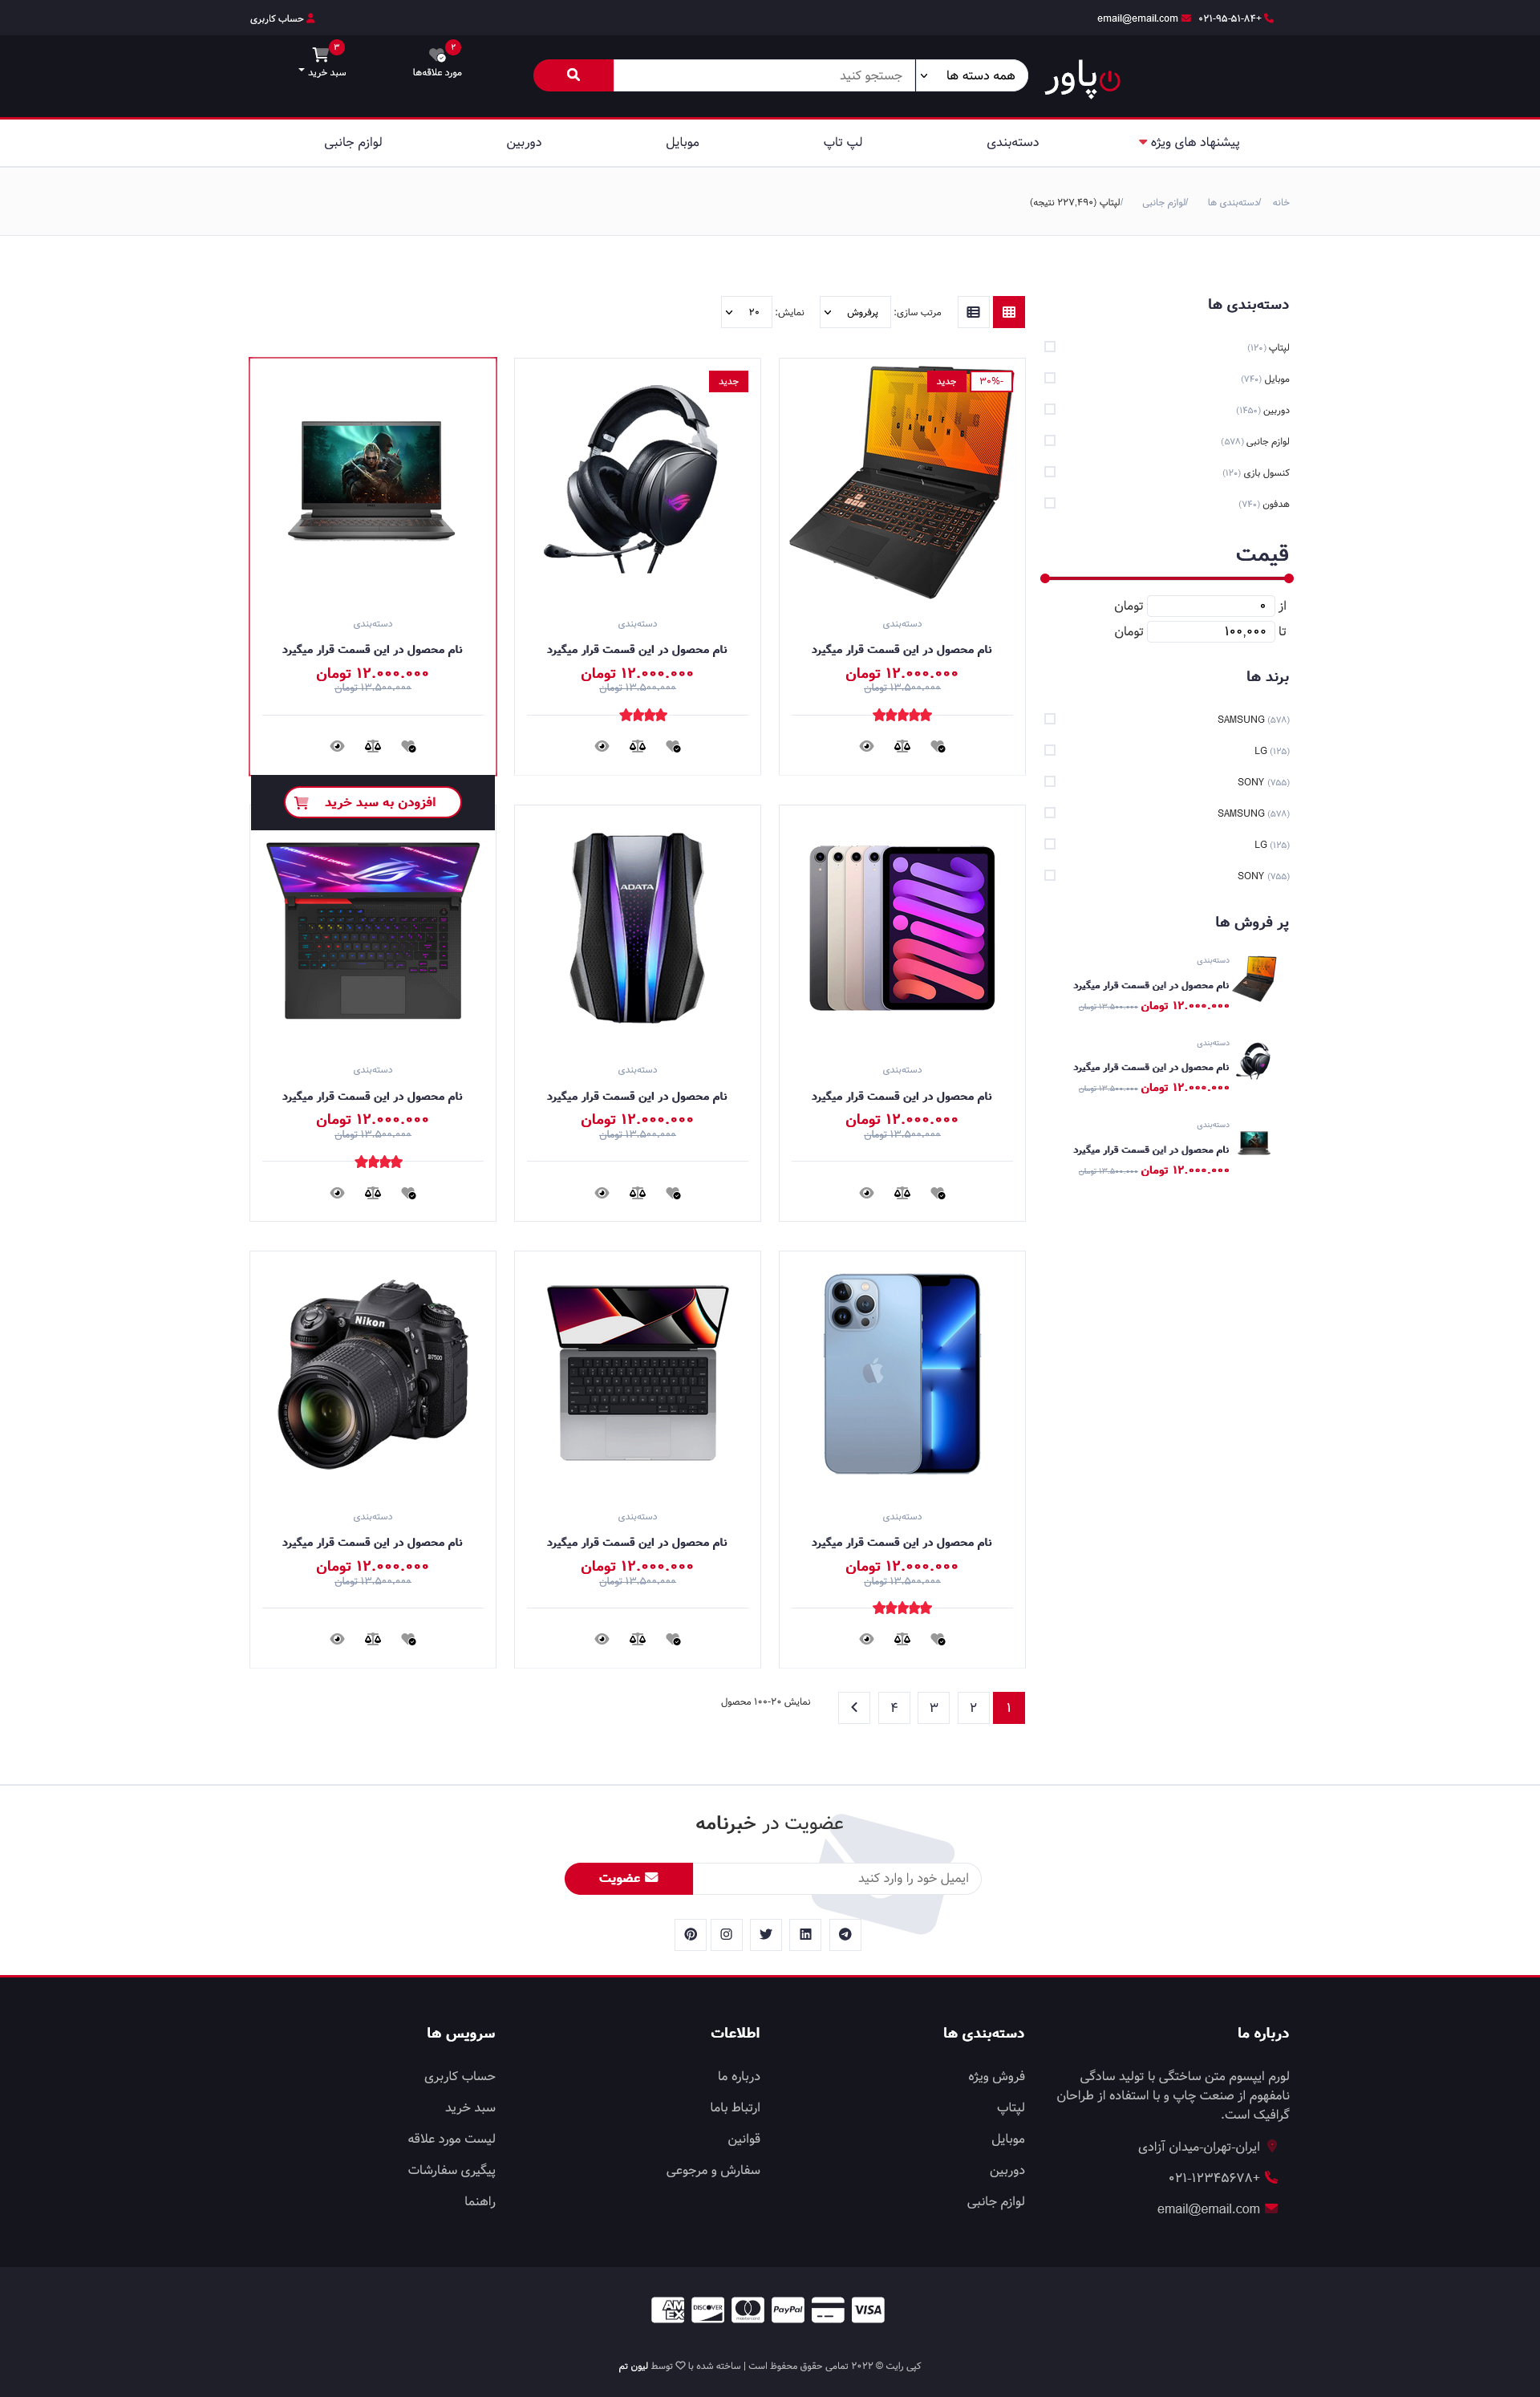 +۰۲۱-۹۵-۵۱-۸۴ email@email.com
حساب کاربری
پاور
همه دسته ها
جستجو کنید
۲
مورد علاقه‌ها
۳
سبد خرید
پیشنهاد های ویژه
دسته‌بندی
لپ تاپ
موبایل
دوربین
لوازم جانبی
خانه /دسته‌بندی ها /لوازم جانبی /لپتاپ (۲۲۷,۴۹۰ نتیجه)
دسته‌بندی ها
لپتاپ (۱۲۰)
موبایل (۷۴۰)
دوربین (۱۴۵۰)
لوازم جانبی (۵۷۸)
کنسول بازی (۱۲۰)
هدفون (۷۴۰)
قیمت
از ۰ تومان
تا ۱۰۰,۰۰۰ تومان
برند ها
SAMSUNG (۵۷۸)
LG (۱۲۵)
SONY (۷۵۵)
SAMSUNG (۵۷۸)
LG (۱۲۵)
SONY (۷۵۵)
پر فروش ها
دسته‌بندی
نام محصول در این قسمت قرار میگیرد
۱۲.۰۰۰.۰۰۰ تومان ۱۳.۵۰۰.۰۰۰ تومان
دسته‌بندی
نام محصول در این قسمت قرار میگیرد
۱۲.۰۰۰.۰۰۰ تومان ۱۳.۵۰۰.۰۰۰ تومان
دسته‌بندی
نام محصول در این قسمت قرار میگیرد
۱۲.۰۰۰.۰۰۰ تومان ۱۳.۵۰۰.۰۰۰ تومان
مرتب سازی: پرفروش نمایش: ۲۰
-۳۰% جدید
TUF GAMING
دسته‌بندی
نام محصول در این قسمت قرار میگیرد
۱۲.۰۰۰.۰۰۰ تومان
۱۳.۵۰۰.۰۰۰ تومان
جدید
دسته‌بندی
نام محصول در این قسمت قرار میگیرد
۱۲.۰۰۰.۰۰۰ تومان
۱۳.۵۰۰.۰۰۰ تومان
دسته‌بندی
نام محصول در این قسمت قرار میگیرد
۱۲.۰۰۰.۰۰۰ تومان
۱۳.۵۰۰.۰۰۰ تومان
افزودن به سبد خرید
دسته‌بندی
نام محصول در این قسمت قرار میگیرد
۱۲.۰۰۰.۰۰۰ تومان
۱۳.۵۰۰.۰۰۰ تومان
ADATA
دسته‌بندی
نام محصول در این قسمت قرار میگیرد
۱۲.۰۰۰.۰۰۰ تومان
۱۳.۵۰۰.۰۰۰ تومان
دسته‌بندی
نام محصول در این قسمت قرار میگیرد
۱۲.۰۰۰.۰۰۰ تومان
۱۳.۵۰۰.۰۰۰ تومان
دسته‌بندی
نام محصول در این قسمت قرار میگیرد
۱۲.۰۰۰.۰۰۰ تومان
۱۳.۵۰۰.۰۰۰ تومان
دسته‌بندی
نام محصول در این قسمت قرار میگیرد
۱۲.۰۰۰.۰۰۰ تومان
۱۳.۵۰۰.۰۰۰ تومان
Nikon
D7500
دسته‌بندی
نام محصول در این قسمت قرار میگیرد
۱۲.۰۰۰.۰۰۰ تومان
۱۳.۵۰۰.۰۰۰ تومان
۱ ۲ ۳ ۴
نمایش ۲۰-۱۰۰ محصول
عضویت در خبرنامه
ایمیل خود را وارد کنید
عضویت
درباره ما
لورم ایپسوم متن ساختگی با تولید سادگی
نامفهوم از صنعت چاپ و با استفاده از طراحان
گرافیک است.
ایران-تهران-میدان آزادی
+۰۲۱-۱۲۳۴۵۶۷۸
email@email.com
دسته‌بندی ها
فروش ویژه
لپتاپ
موبایل
دوربین
لوازم جانبی
اطلاعات
درباره ما
ارتباط باما
قوانین
سفارش و مرجوعی
سرویس ها
حساب کاربری
سبد خرید
لیست مورد علاقه
پیگیری سفارشات
راهنما
VISA
PayPal
mastercard
DISCOVER
AM EX
کپی رایت © ۲۰۲۲ تمامی حقوق محفوظ است | ساخته شده با توسط لیون تم